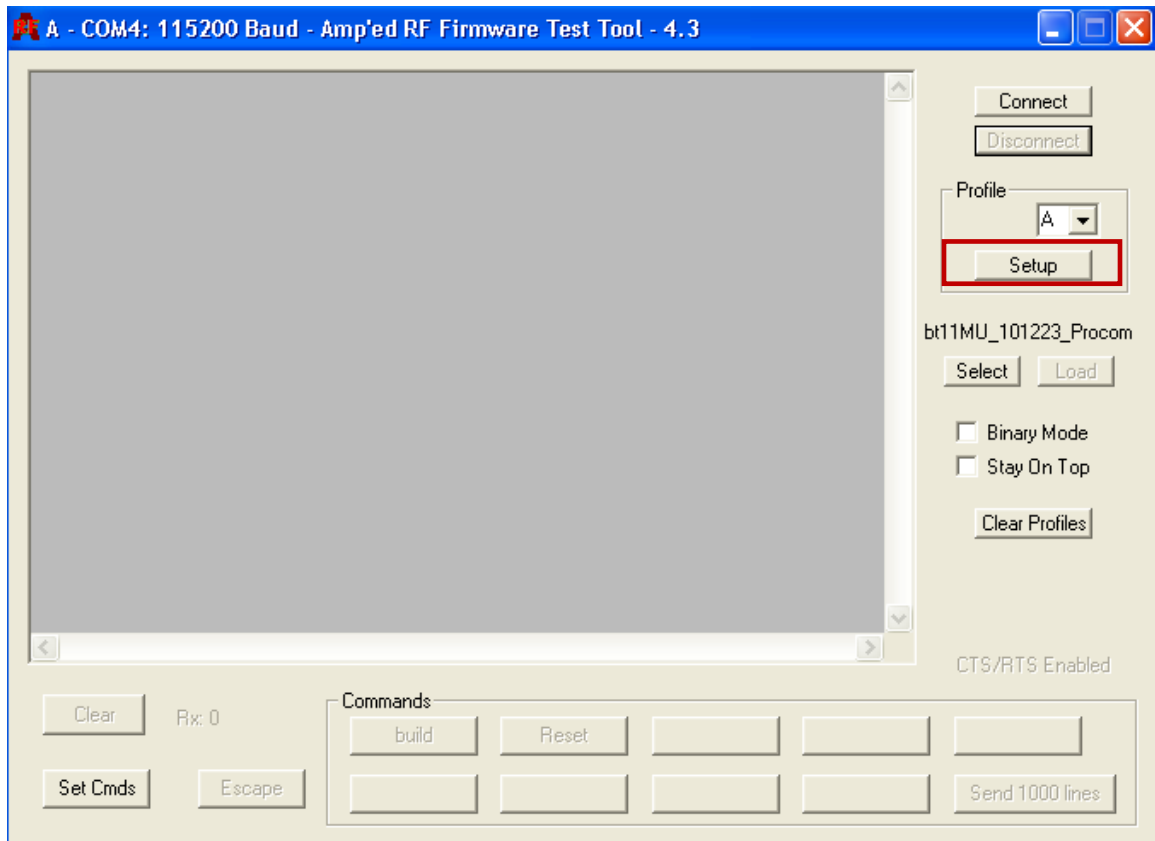 RF A - COM4: 115200 Baud - Amp'ed RF Firmware Test Tool - 4.3
Connect
Disconnect
Profile
A
Setup
bt11MU_101223_Procom
Select Load
Binary Mode
Stay On Top
Clear Profiles
CTS/RTS Enabled
Clear Rx: 0
Set Cmds Escape
Commands
build Reset
Send 1000 lines